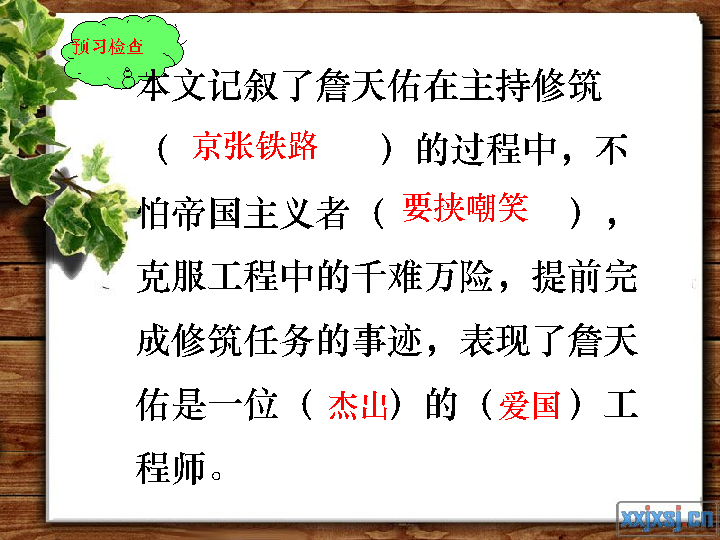 预习检查
本文记叙了詹天佑在主持修筑
（ 京张铁路 ）的过程中，不
怕帝国主义者（ 要挟嘲笑 ），
克服工程中的千难万险，提前完
成修筑任务的事迹，表现了詹天
佑是一位（ 杰出）的（爱国）工
程师。
xxjxsj.cn